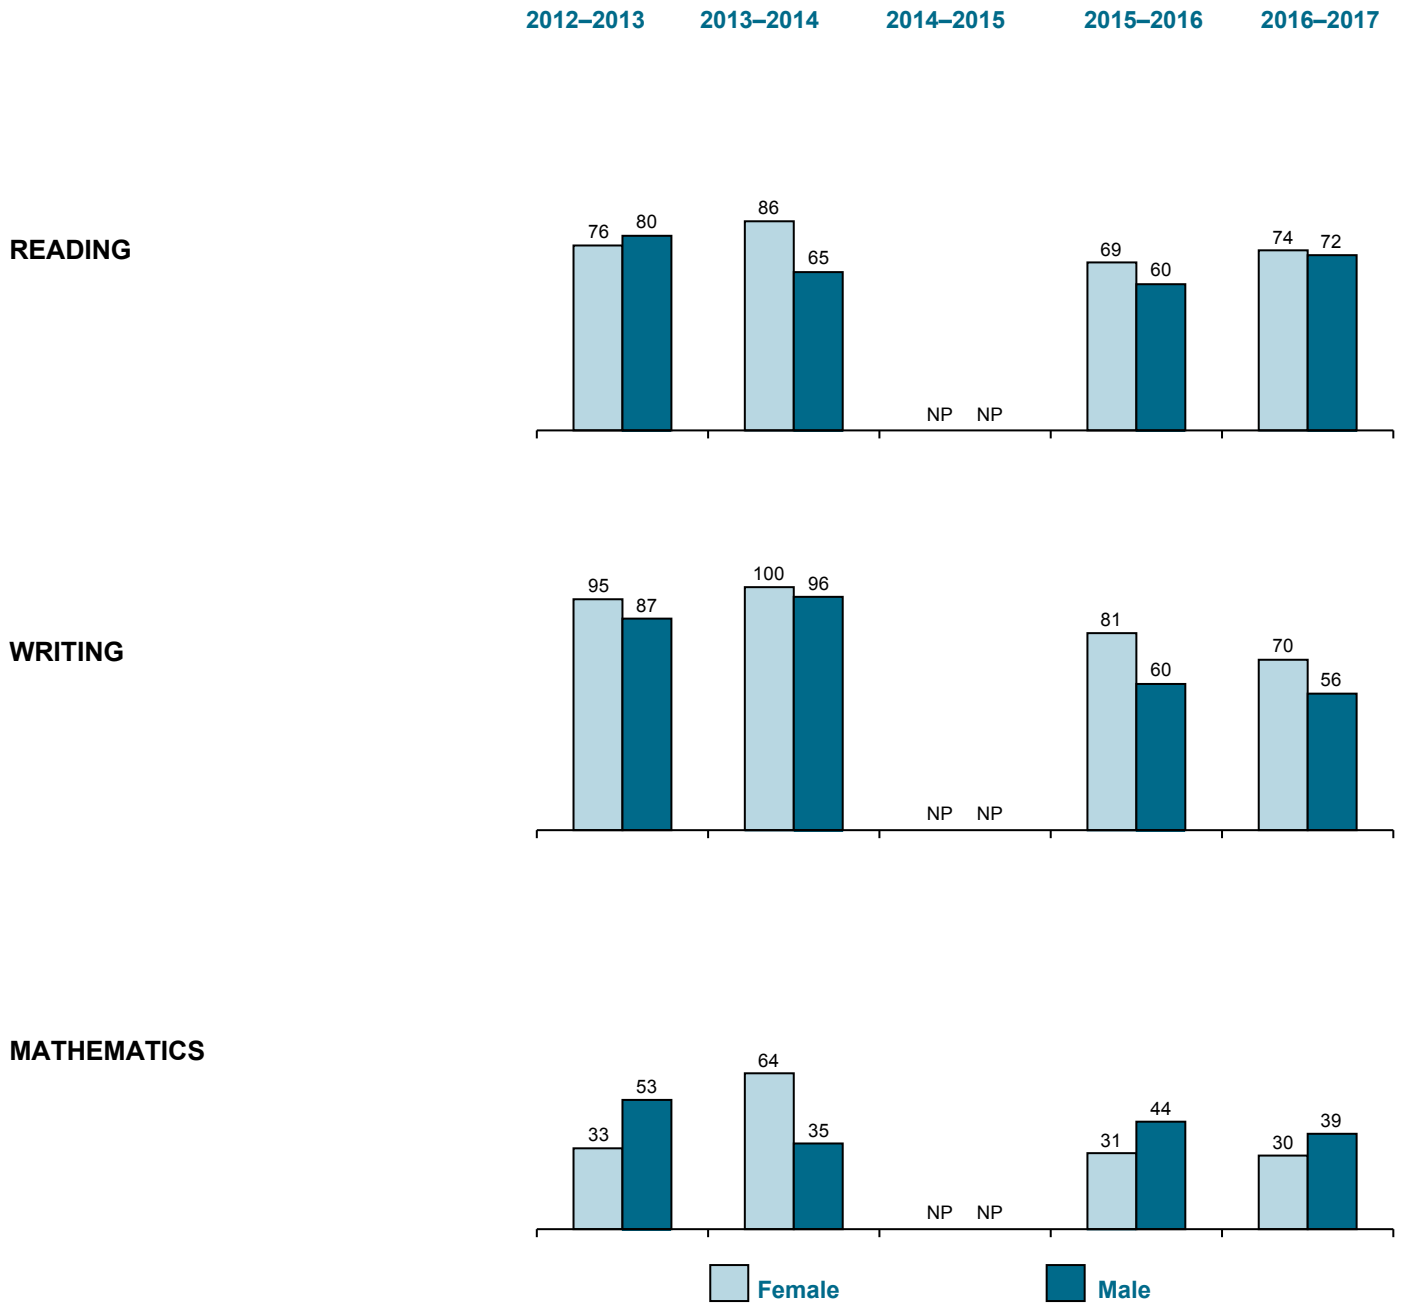 2012–2013 2013–2014 2014–2015 2015–2016 2016–2017
READING
76 80 86 65 NP NP 69 60 74 72
WRITING
95 87 100 96 NP NP 81 60 70 56
MATHEMATICS
33 53 64 35 NP NP 31 44 30 39
Female Male